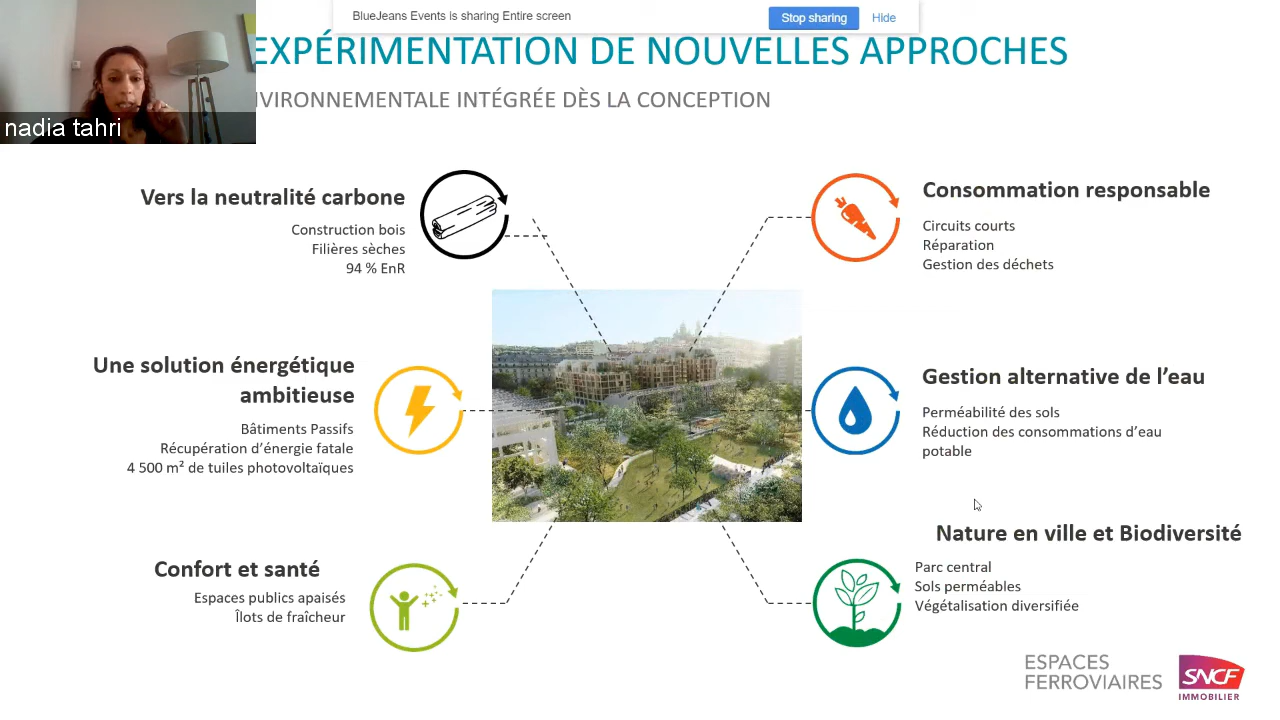 BlueJeans Events is sharing Entire screen
Stop sharing
Hide
EXPÉRIMENTATION DE NOUVELLES APPROCHES
NVIRONNEMENTALE INTÉGRÉE DÈS LA CONCEPTION
nadia tahri
Vers la neutralité carbone
Construction bois
Filières sèches
94 % EnR
Consommation responsable
Circuits courts
Réparation
Gestion des déchets
Une solution énergétique
ambitieuse
Bâtiments Passifs
Récupération d'énergie fatale
4 500 m² de tuiles photovoltaïques
Gestion alternative de l’eau
Perméabilité des sols
Réduction des consommations d’eau
potable
Confort et santé
Espaces publics apaisés
Îlots de fraîcheur
Nature en ville et Biodiversité
Parc central
Sols perméables
Végétalisation diversifiée
ESPACES
FERROVIAIRES
SNCF
IMMOBILIER